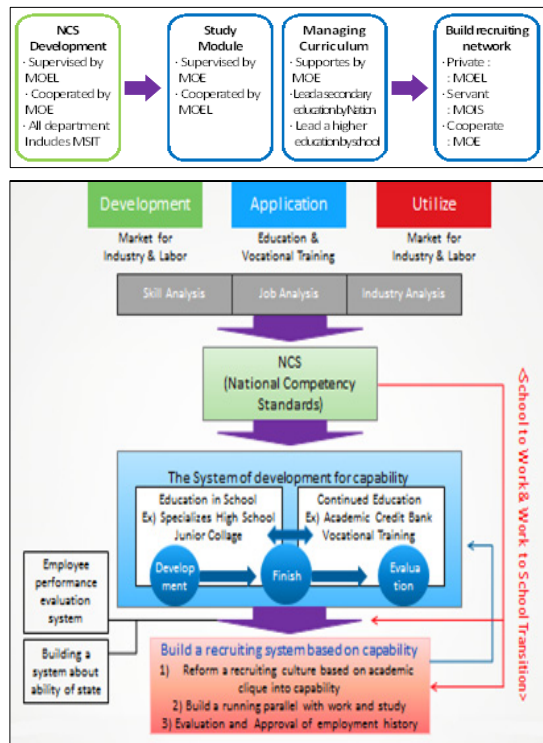 NCS
Development
· Supervised by
MOEL
· Cooperated by
MOE
· All department
Includes MSIT
Study
Module
· Supervised by
MOE
· Cooperated by
MOEL
Managing
Curriculum
· Supportes by
MOE
· Lead a secondary
education by Nation
· Lead a higher
education by school
Build recruiting
network
· Private :
: MOEL
· Servant
: MOIS
· Cooperate
: MOE
Development
Application
Utilize
Market for
Industry & Labor
Education &
Vocational Training
Market for
Industry & Labor
Skill Analysis
Job Analysis
Industry Analysis
NCS
(National Competency
Standards)
<School to Work & Work to School Transition>
The System of development for capability
Education in School
Ex) Specializes High School
Junior Collage
Continued Education
Ex) Academic Credit Bank
Vocational Training
Develop
ment
Finish
Evalua
tion
Employee
performance
evaluation
system
Building a
system about
ability of state
Build a recruiting system based on capability
1) Reform a recruiting culture based on academic
clique into capability
2) Build a running parallel with work and study
3) Evaluation and Approval of employment history